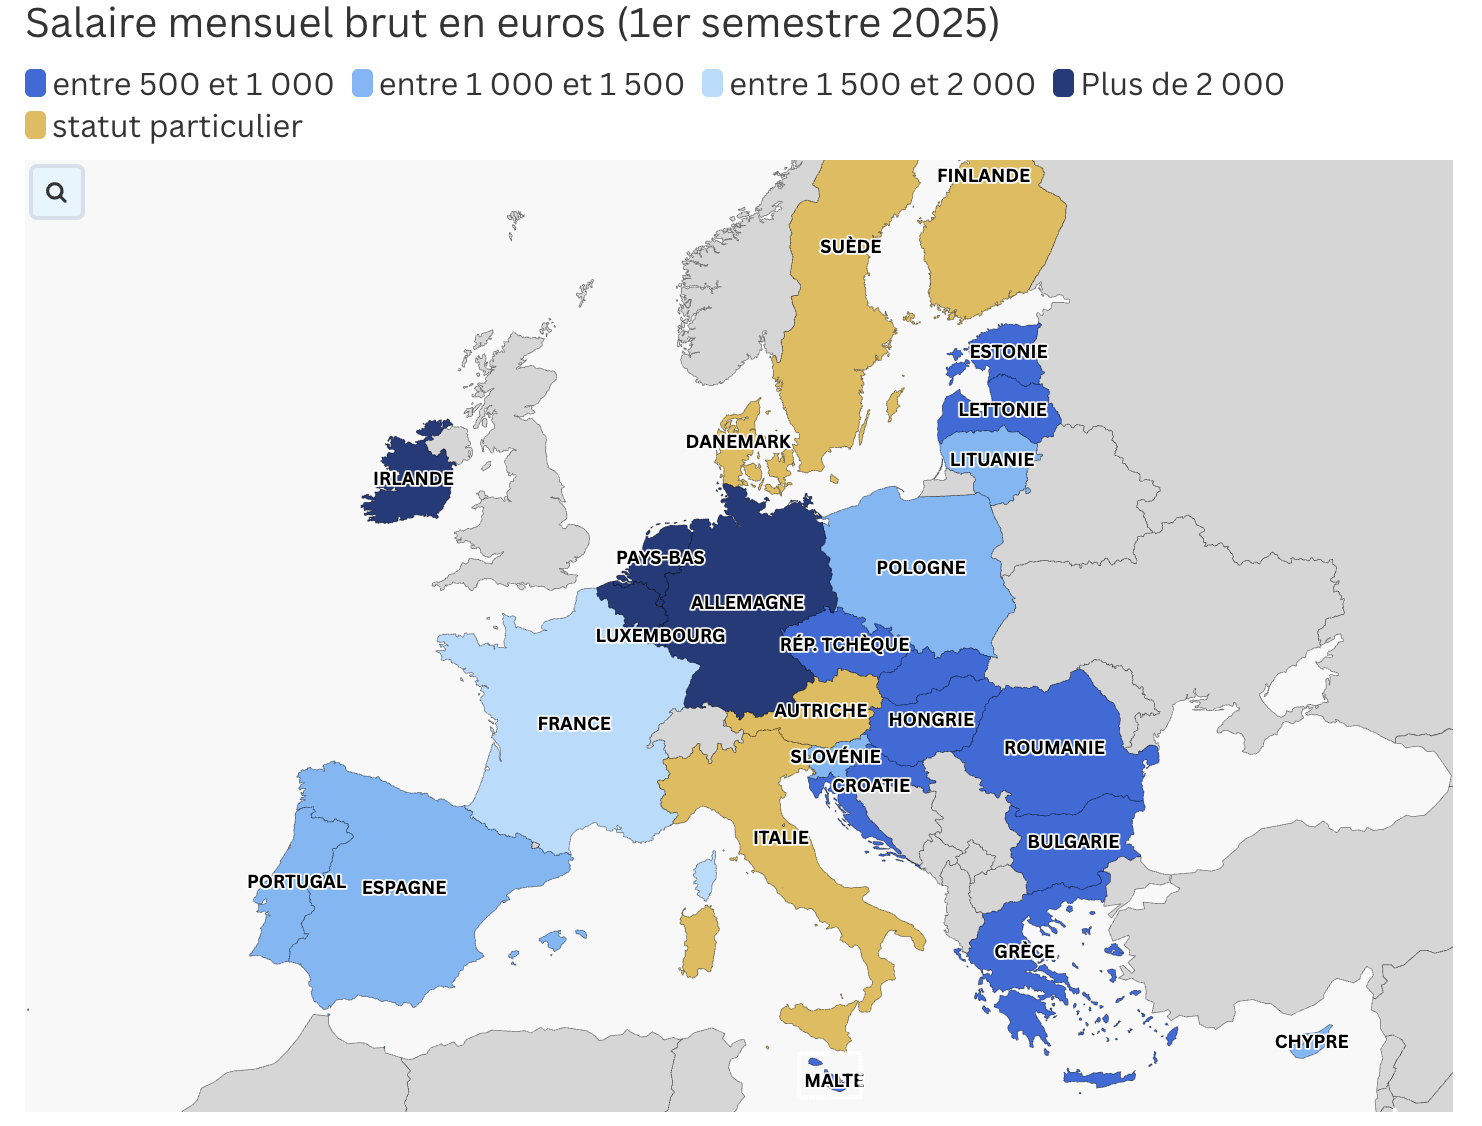 Salaire mensuel brut en euros (1er semestre 2025)
entre 500 et 1 000 entre 1 000 et 1 500 entre 1 500 et 2 000 Plus de 2 000
statut particulier
FINLANDE
SUÈDE
ESTONIE
LETTONIE
DANEMARK
LITUANIE
IRLANDE
PAYS-BAS
POLOGNE
ALLEMAGNE
LUXEMBOURG
RÉP. TCHÈQUE
AUTRICHE
HONGRIE
FRANCE
ROUMANIE
SLOVÉNIE
CROATIE
ITALIE
BULGARIE
PORTUGAL
ESPAGNE
GRÈCE
CHYPRE
MALTE